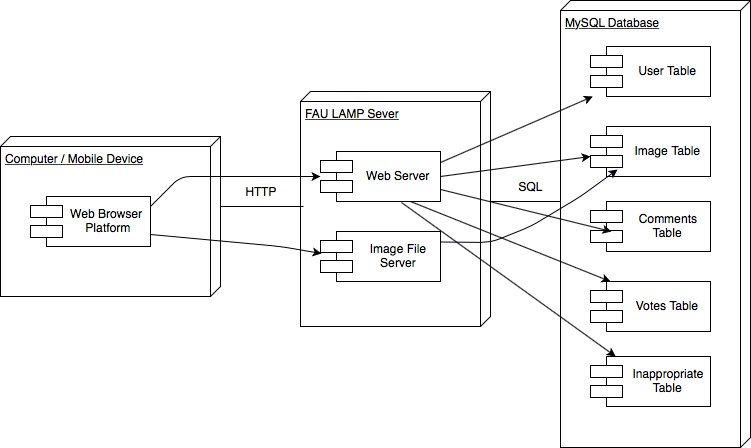 Computer / Mobile Device
Web Browser
Platform
HTTP
FAU LAMP Sever
Web Server
Image File
Server
SQL
MySQL Database
User Table
Image Table
Comments
Table
Votes Table
Inappropriate
Table